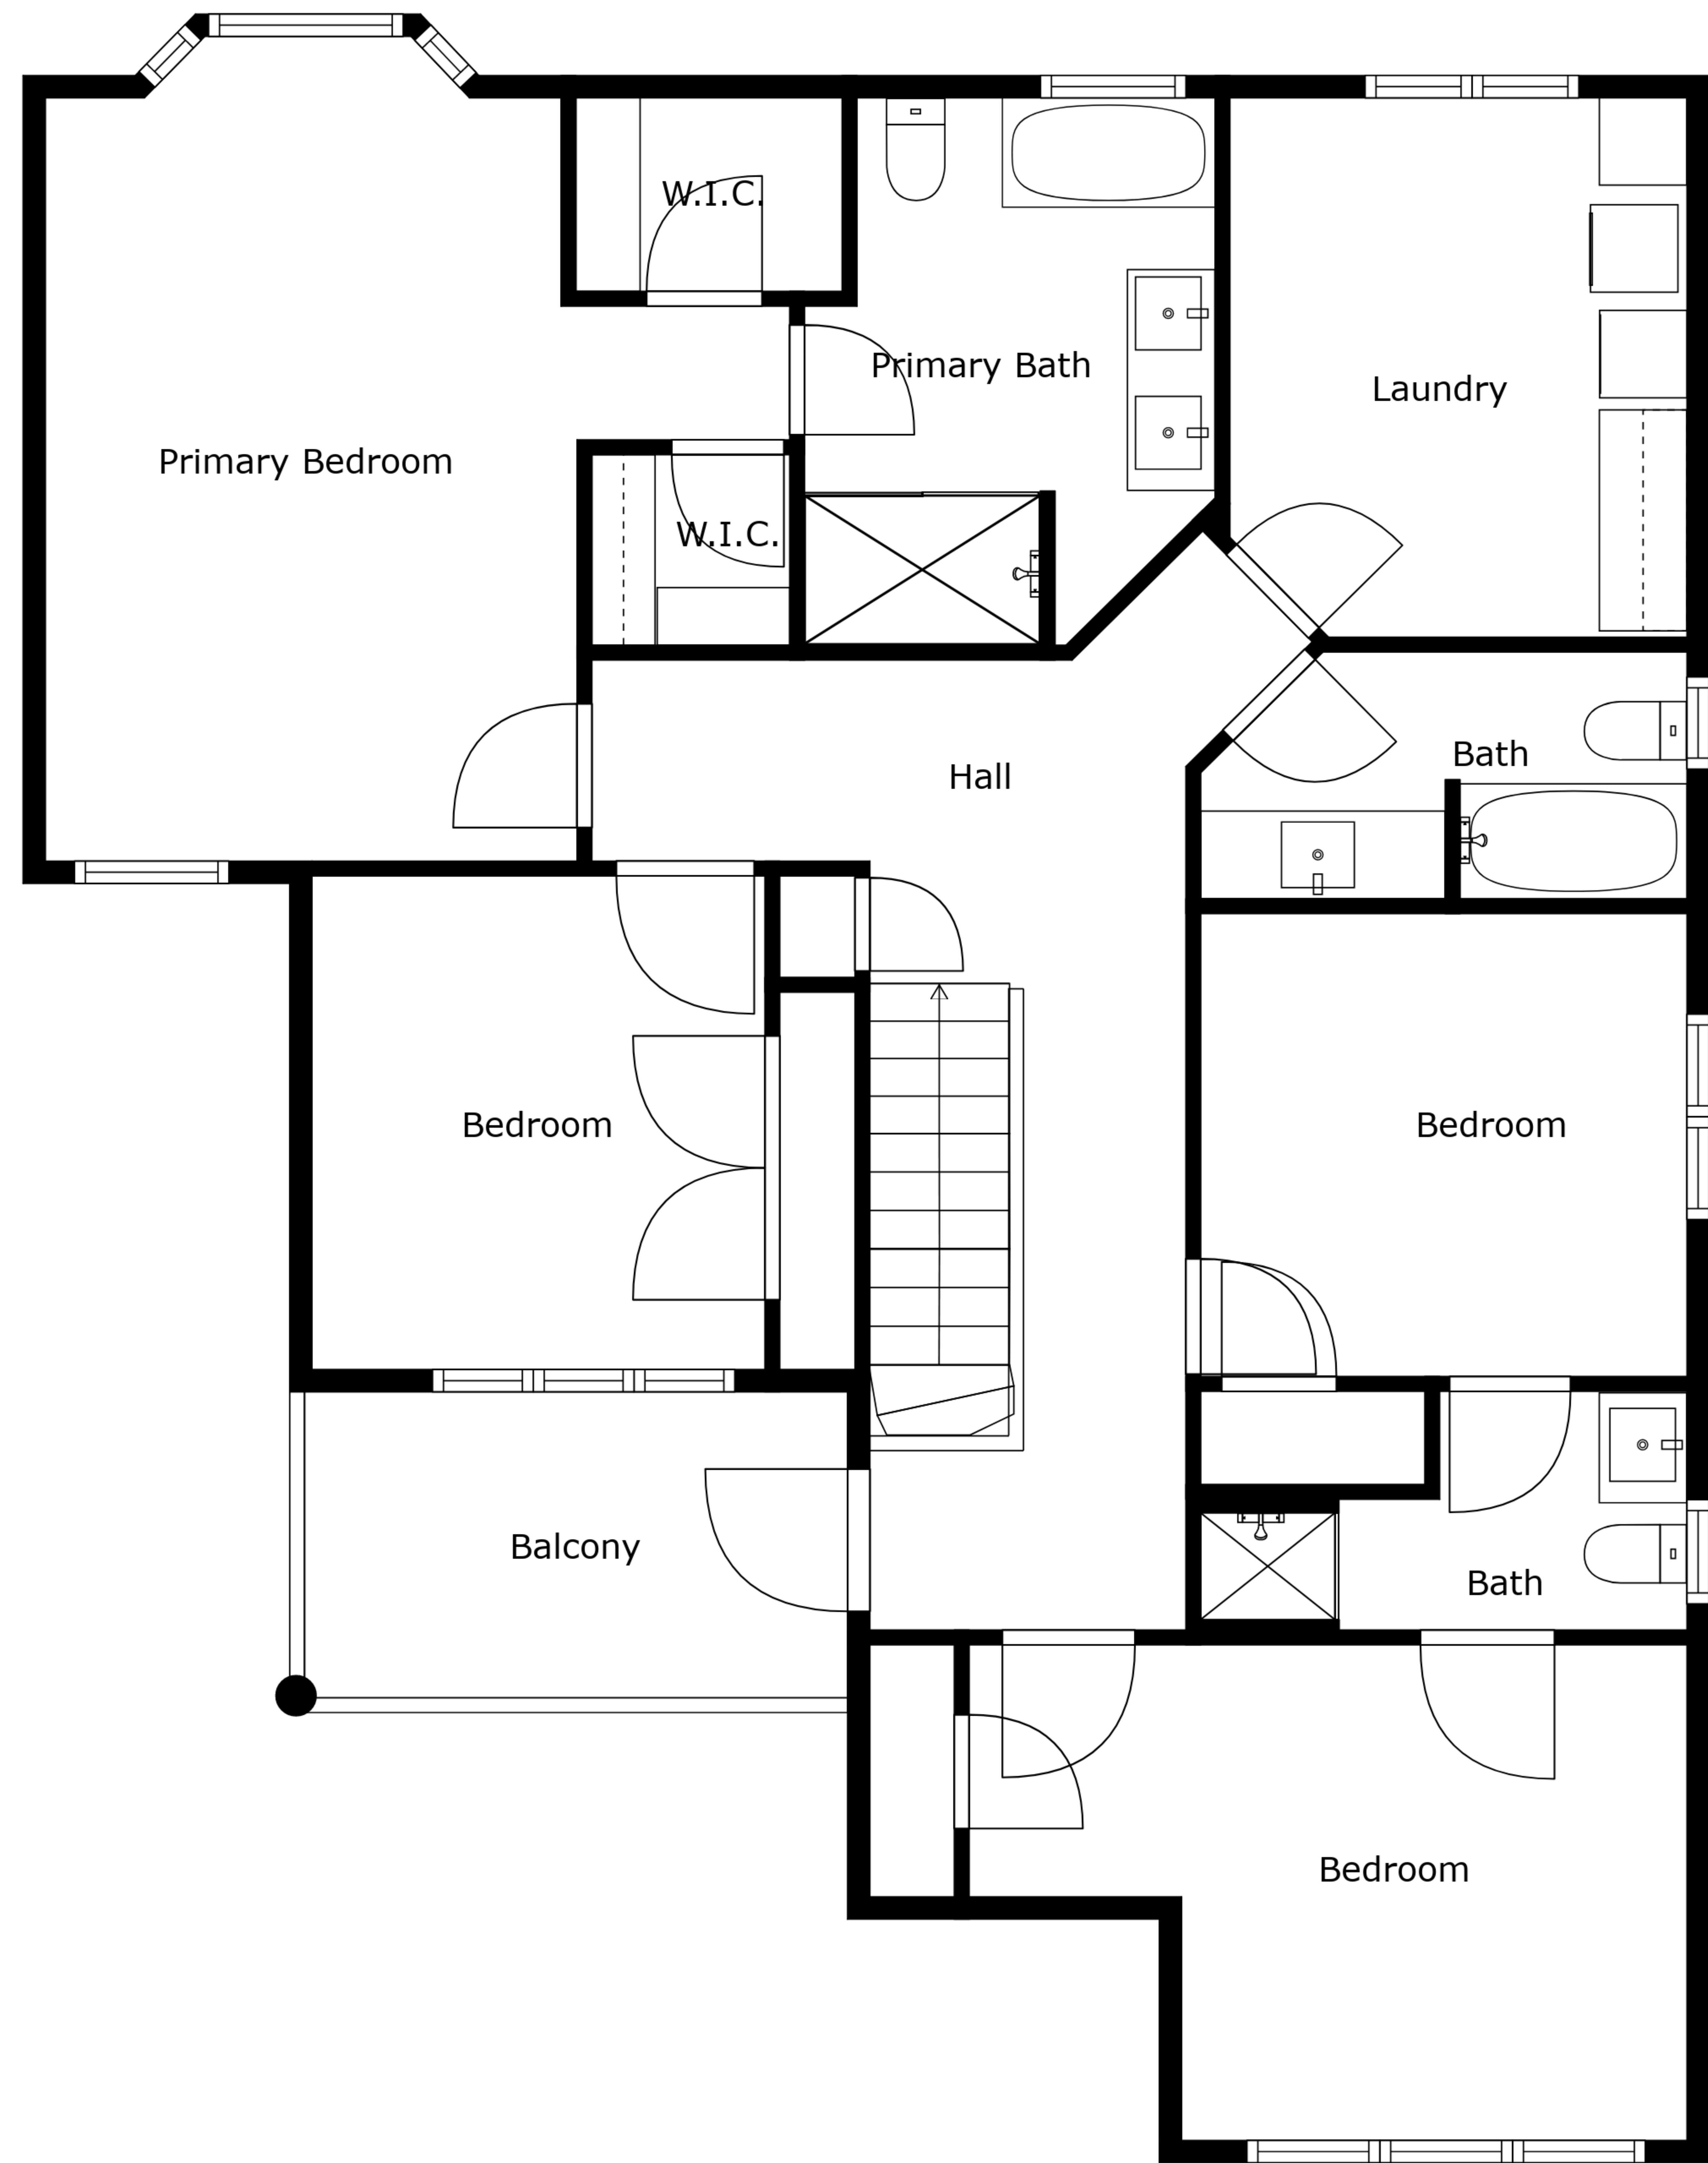 W.I.C.
Primary Bath
Laundry
Primary Bedroom
W.I.C.
Bath
Hall
Bedroom
Bedroom
Balcony
Bath
Bedroom